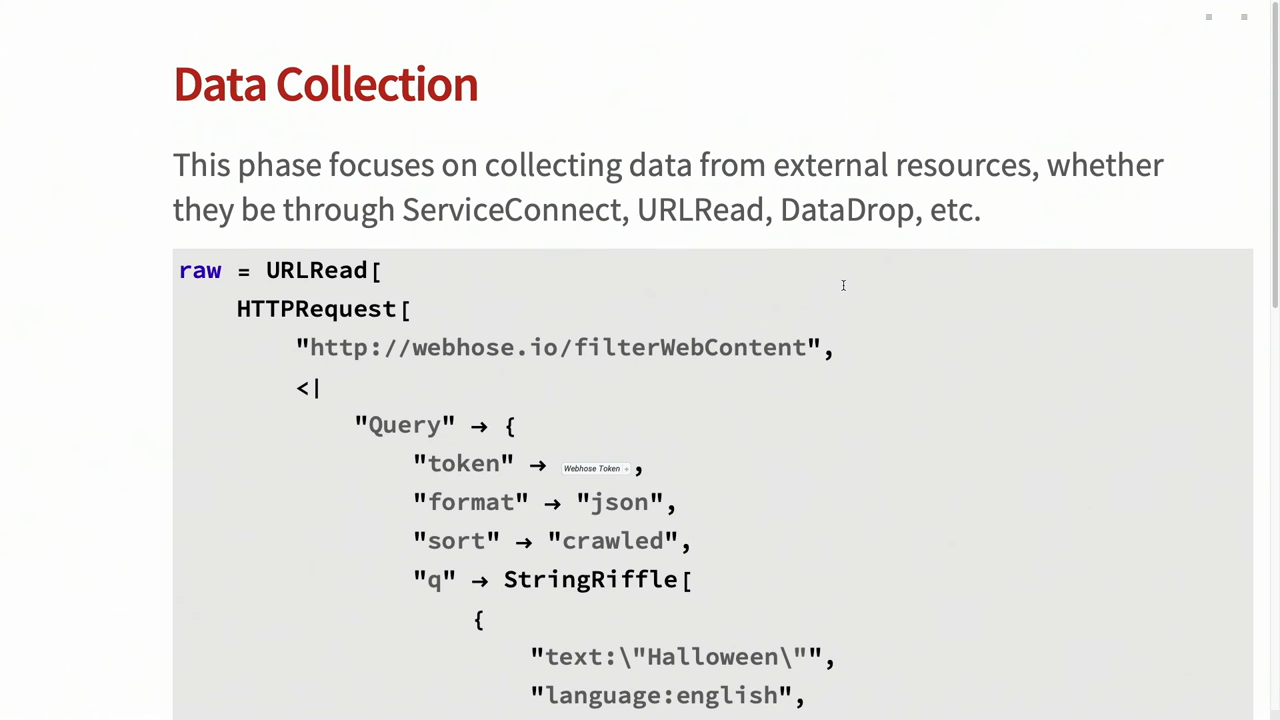 Data Collection
This phase focuses on collecting data from external resources, whether
they be through ServiceConnect, URLRead, DataDrop, etc.
raw = URLRead[
HTTPRequest[
"http://webhose.io/filterWebContent",
<|
"Query" → {
"token" → Webhose Token + ,
"format" → "json",
"sort" → "crawled",
"q" → StringRiffle[
{
"text:\"Halloween\"",
"language:english",